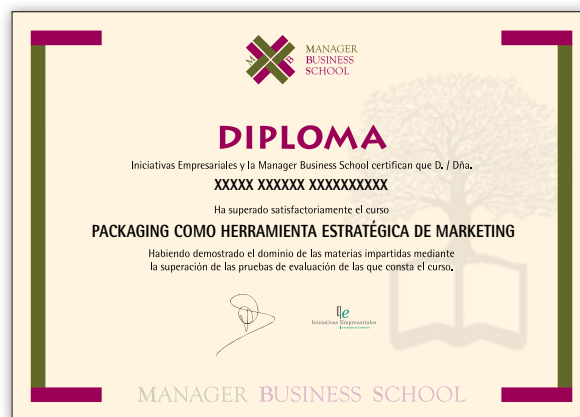 M B
MANAGER
BUSINESS
SCHOOL
DIPLOMA
Iniciativas Empresariales y la Manager Business School certifican que D. / Dña.
XXXXX XXXXXX XXXXXXXXXX
Ha superado satisfactoriamente el curso
PACKAGING COMO HERRAMIENTA ESTRATÉGICA DE MARKETING
Habiendo demostrado el dominio de las materias impartidas mediante
la superación de las pruebas de evaluación de las que consta el curso.
Iniciativas Empresariales
MANAGER BUSINESS SCHOOL